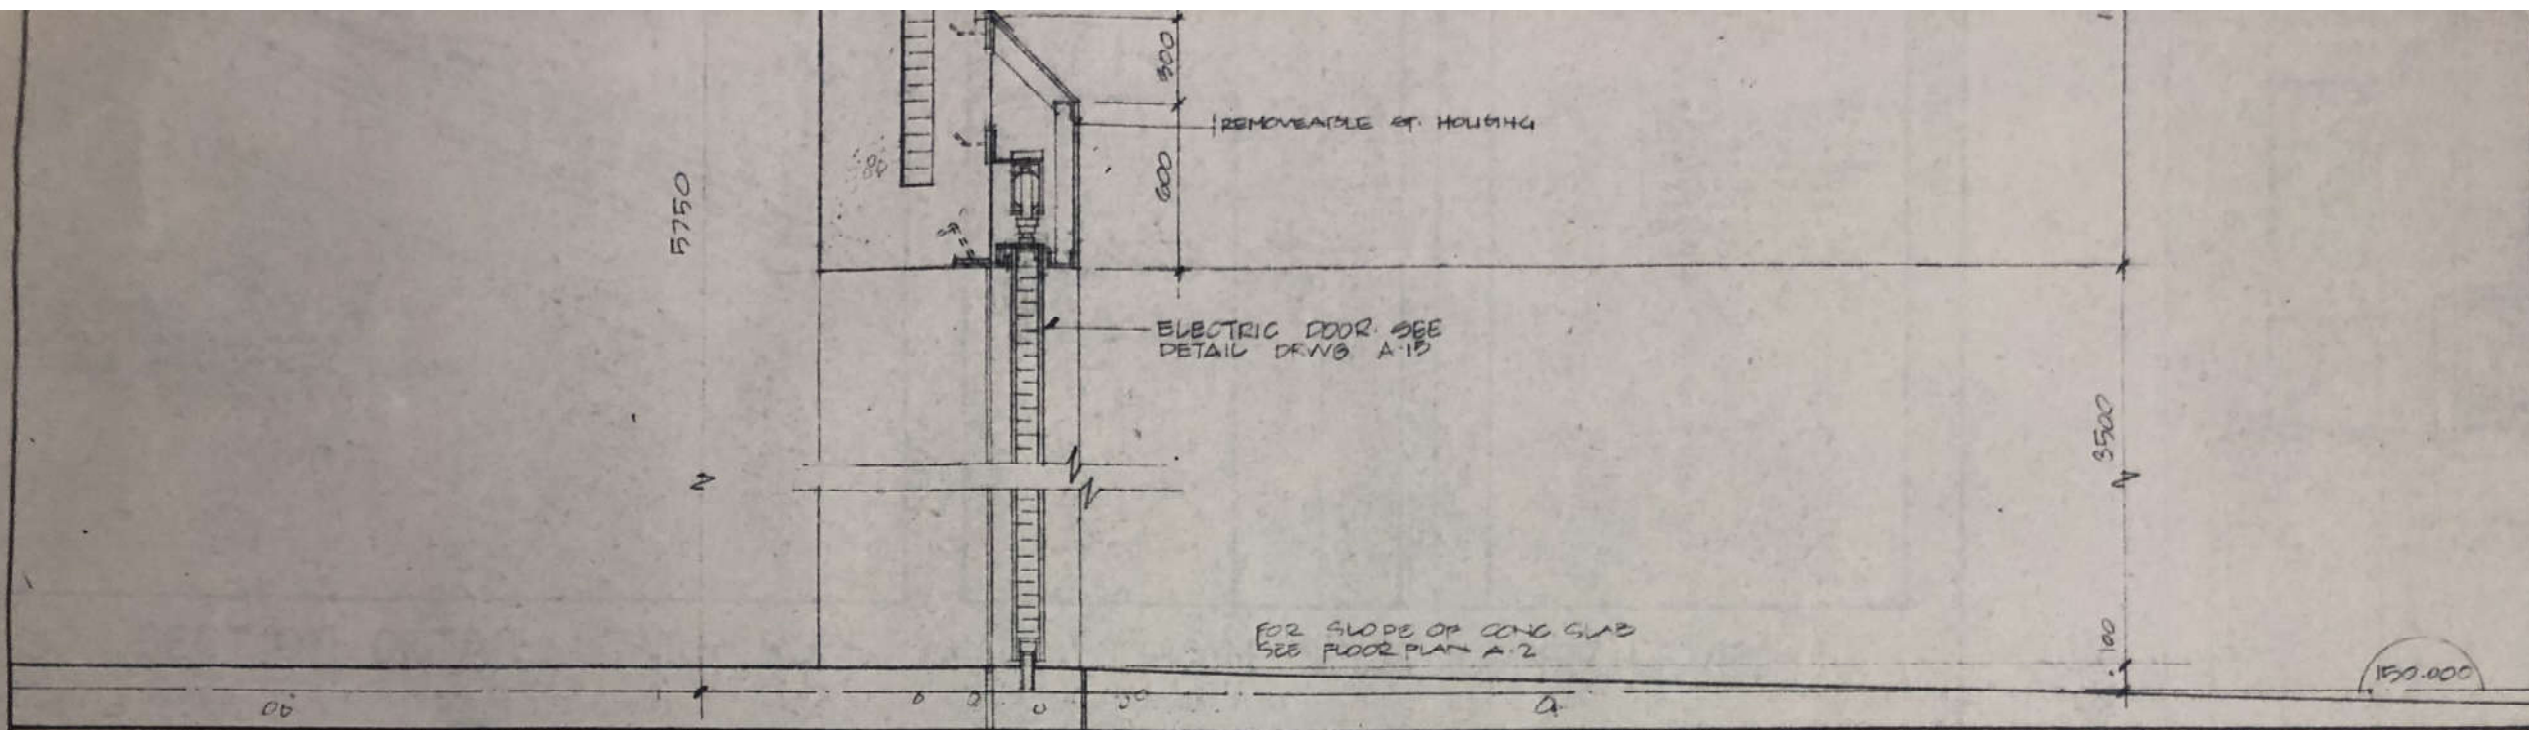 300
REMOVEABLE ST. HOUSING
600
5750
ELECTRIC DOOR. SEE
DETAIL DRWG A-15
3500
FOR SLOPE OF CONC SLAB
SEE FLOOR PLAN A-2
100
150.000